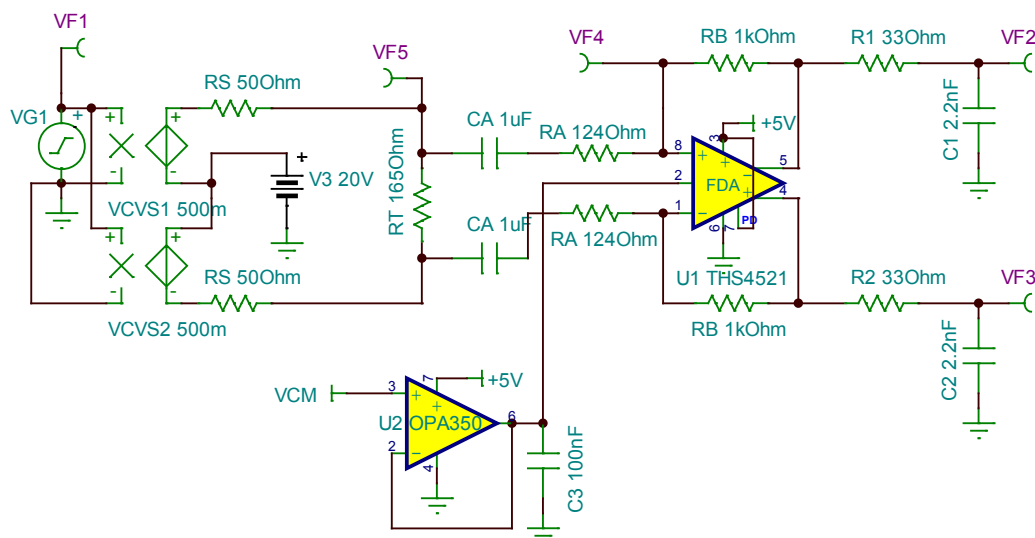 VF1
VG1
+
RS 50Ohm
VCVS1 500m
V3 20V
+
VCVS2 500m
RS 50Ohm
VF5
RT 165Ohm
CA 1uF
RA 124Ohm
CA 1uF
RA 124Ohm
VF4
RB 1kOhm
R1 33Ohm
VF2
C1 2.2nF
+5V
3
8
2
1
5
4
6
7
FDA
PD
U1 THS4521
RB 1kOhm
R2 33Ohm
VF3
C2 2.2nF
VCM
3
2
7
+5V
6
4
U2 OPA350
C3 100nF